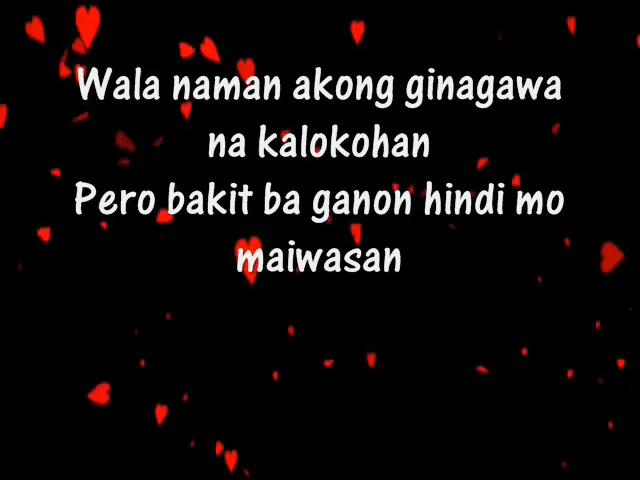 Wala naman akong ginagawa
na kalokohan
Pero bakit ba ganon hindi mo
maiwasan